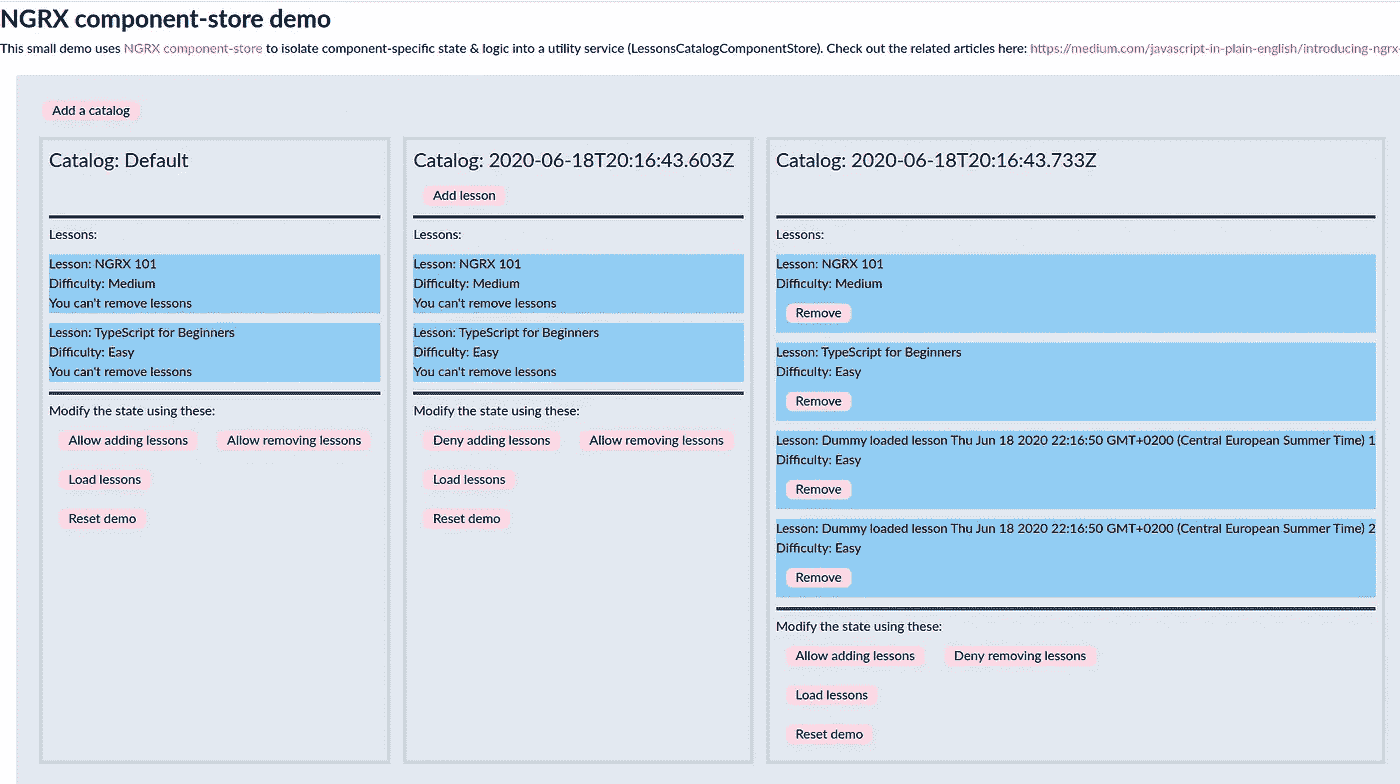 NGRX component-store demo
This small demo uses NGRX component-store to isolate component-specific state & logic into a utility service (LessonsCatalogComponentStore). Check out the related articles here: https://medium.com/javascript-in-plain-english/introducing-ngrx-
Add a catalog
Catalog: Default
Lessons:
Lesson: NGRX 101
Difficulty: Medium
You can't remove lessons
Lesson: TypeScript for Beginners
Difficulty: Easy
You can't remove lessons
Modify the state using these:
Allow adding lessons Allow removing lessons
Load lessons
Reset demo
Catalog: 2020-06-18T20:16:43.603Z
Add lesson
Lessons:
Lesson: NGRX 101
Difficulty: Medium
You can't remove lessons
Lesson: TypeScript for Beginners
Difficulty: Easy
You can't remove lessons
Modify the state using these:
Deny adding lessons Allow removing lessons
Load lessons
Reset demo
Catalog: 2020-06-18T20:16:43.733Z
Lessons:
Lesson: NGRX 101
Difficulty: Medium
Remove
Lesson: TypeScript for Beginners
Difficulty: Easy
Remove
Lesson: Dummy loaded lesson Thu Jun 18 2020 22:16:50 GMT+0200 (Central European Summer Time) 1
Difficulty: Easy
Remove
Lesson: Dummy loaded lesson Thu Jun 18 2020 22:16:50 GMT+0200 (Central European Summer Time) 2
Difficulty: Easy
Remove
Modify the state using these:
Allow adding lessons Deny removing lessons
Load lessons
Reset demo